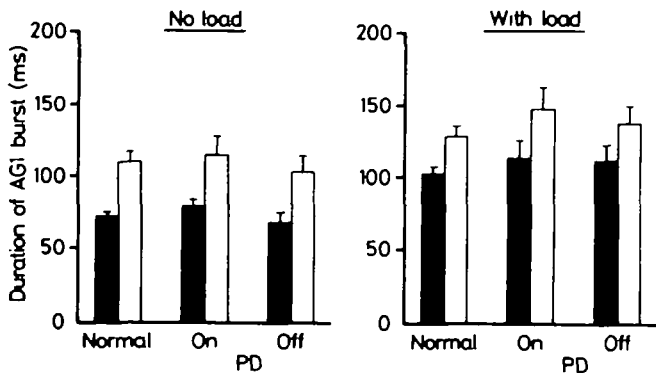 No load
With load
Duration of AG1 burst (ms)
200
150
100
50
0
Normal
On
Off
PD
200
150
100
50
0
Normal
On
Off
PD